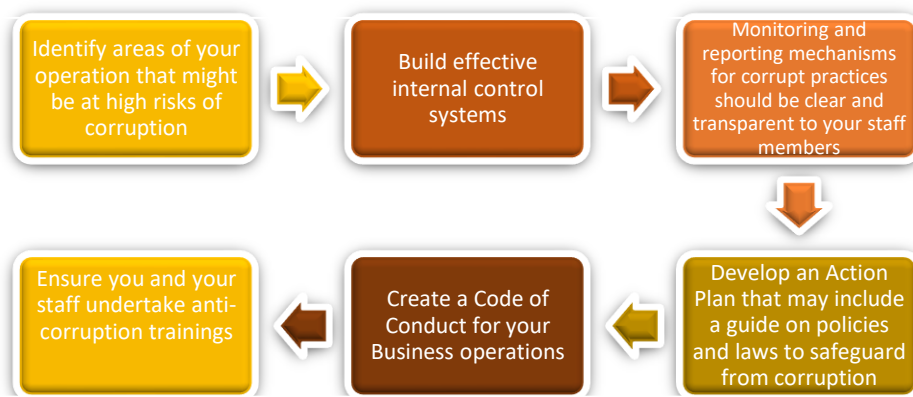 Identify areas of your
operation that might
be at high risks of
corruption
Build effective
internal control
systems
Monitoring and
reporting mechanisms
for corrupt practices
should be clear and
transparent to your staff
members
Develop an Action
Plan that may include
a guide on policies
and laws to safeguard
from corruption
Create a Code of
Conduct for your
Business operations
Ensure you and your
staff undertake anti-
corruption trainings